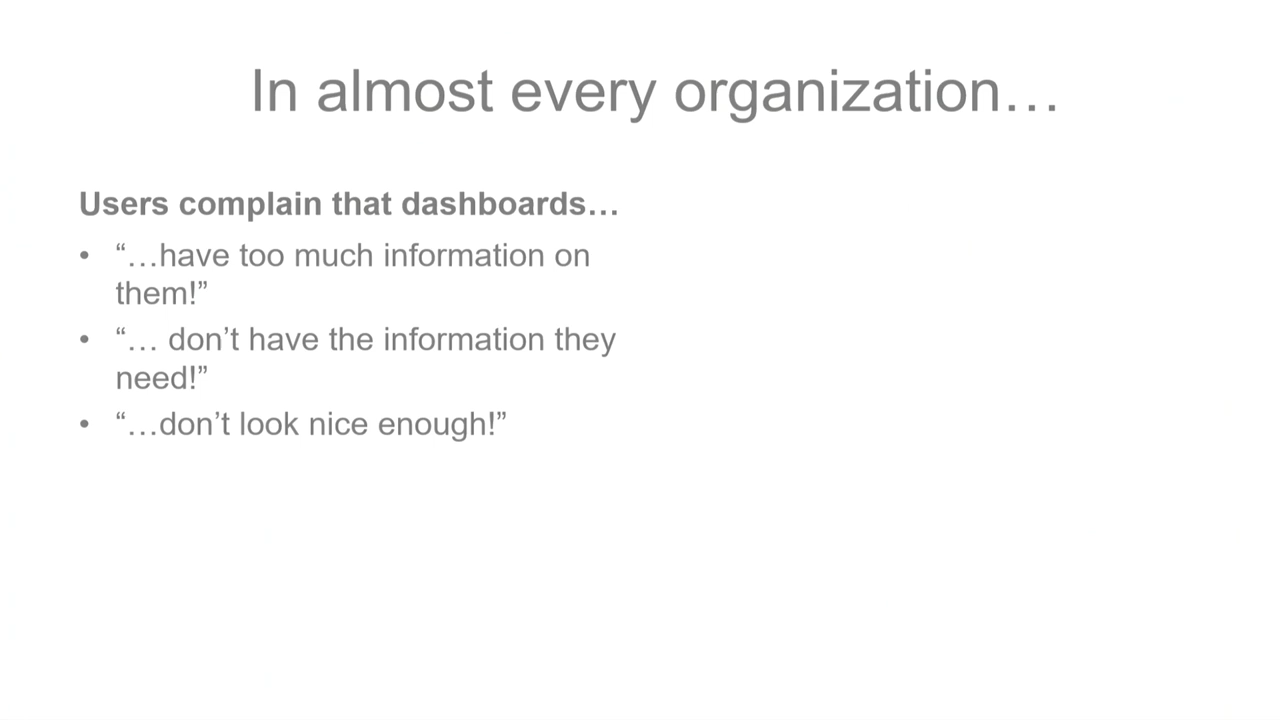 In almost every organization…
Users complain that dashboards…
• “…have too much information on
them!”
• “… don’t have the information they
need!”
• “…don’t look nice enough!”